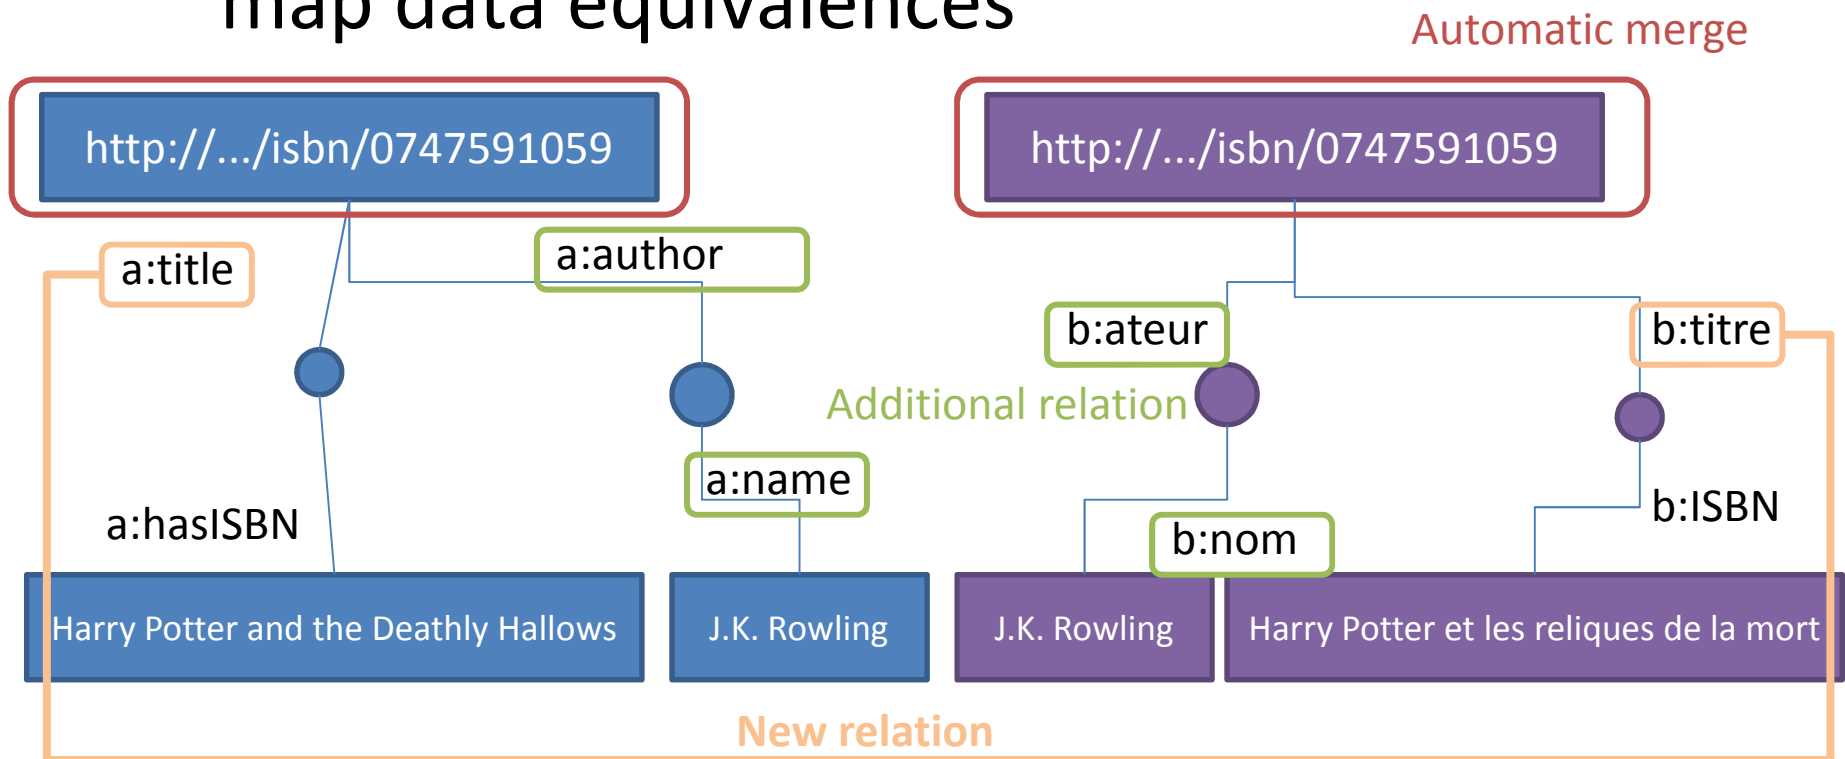 map data equivalences
Automatic merge
http://.../isbn/0747591059
http://.../isbn/0747591059
a:title
a:author
b:ateur
b:titre
Additional relation
a:name
a:hasISBN
b:nom
b:ISBN
Harry Potter and the Deathly Hallows
J.K. Rowling
J.K. Rowling
Harry Potter et les reliques de la mort
New relation